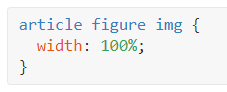 article figure img {
  width: 100%;
}